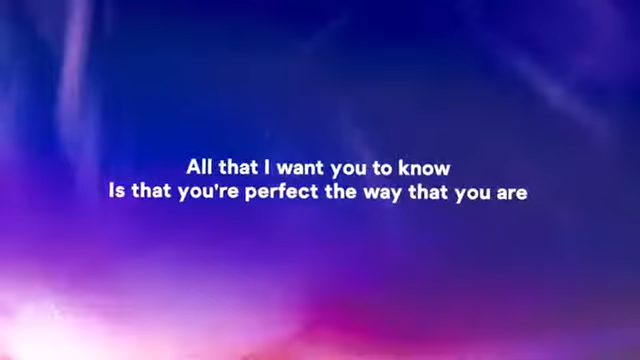 All that I want you to know
Is that you're perfect the way that you are